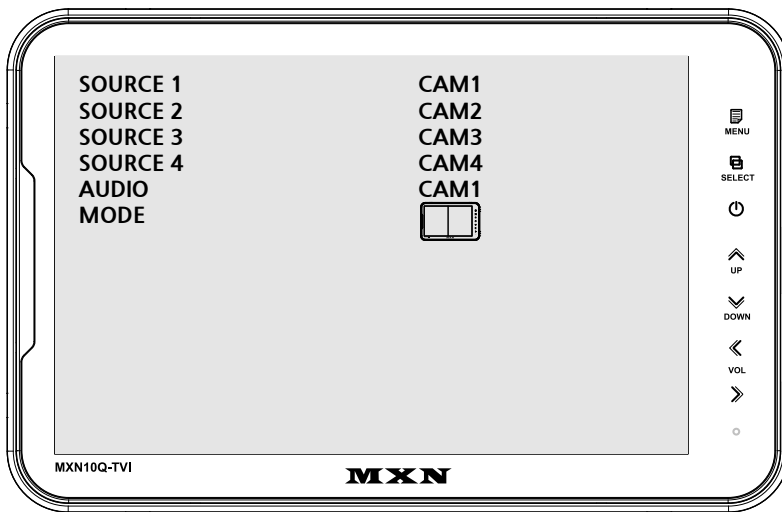 SOURCE 1 CAM1
SOURCE 2 CAM2
SOURCE 3 CAM3
SOURCE 4 CAM4
AUDIO CAM1
MODE
MENU
SELECT
UP
DOWN
VOL
MXN10Q-TVI
MXN